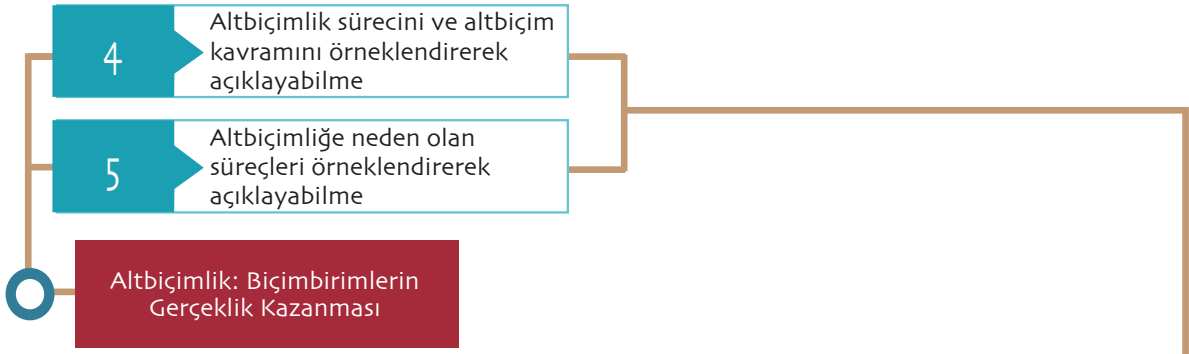 4
Altbiçimlik sürecini ve altbiçim
kavramını örneklendirerek
açıklayabilme
5
Altbiçimliğe neden olan
süreçleri örneklendirerek
açıklayabilme
Altbiçimlik: Biçimbirimlerin
Gerçeklik Kazanması